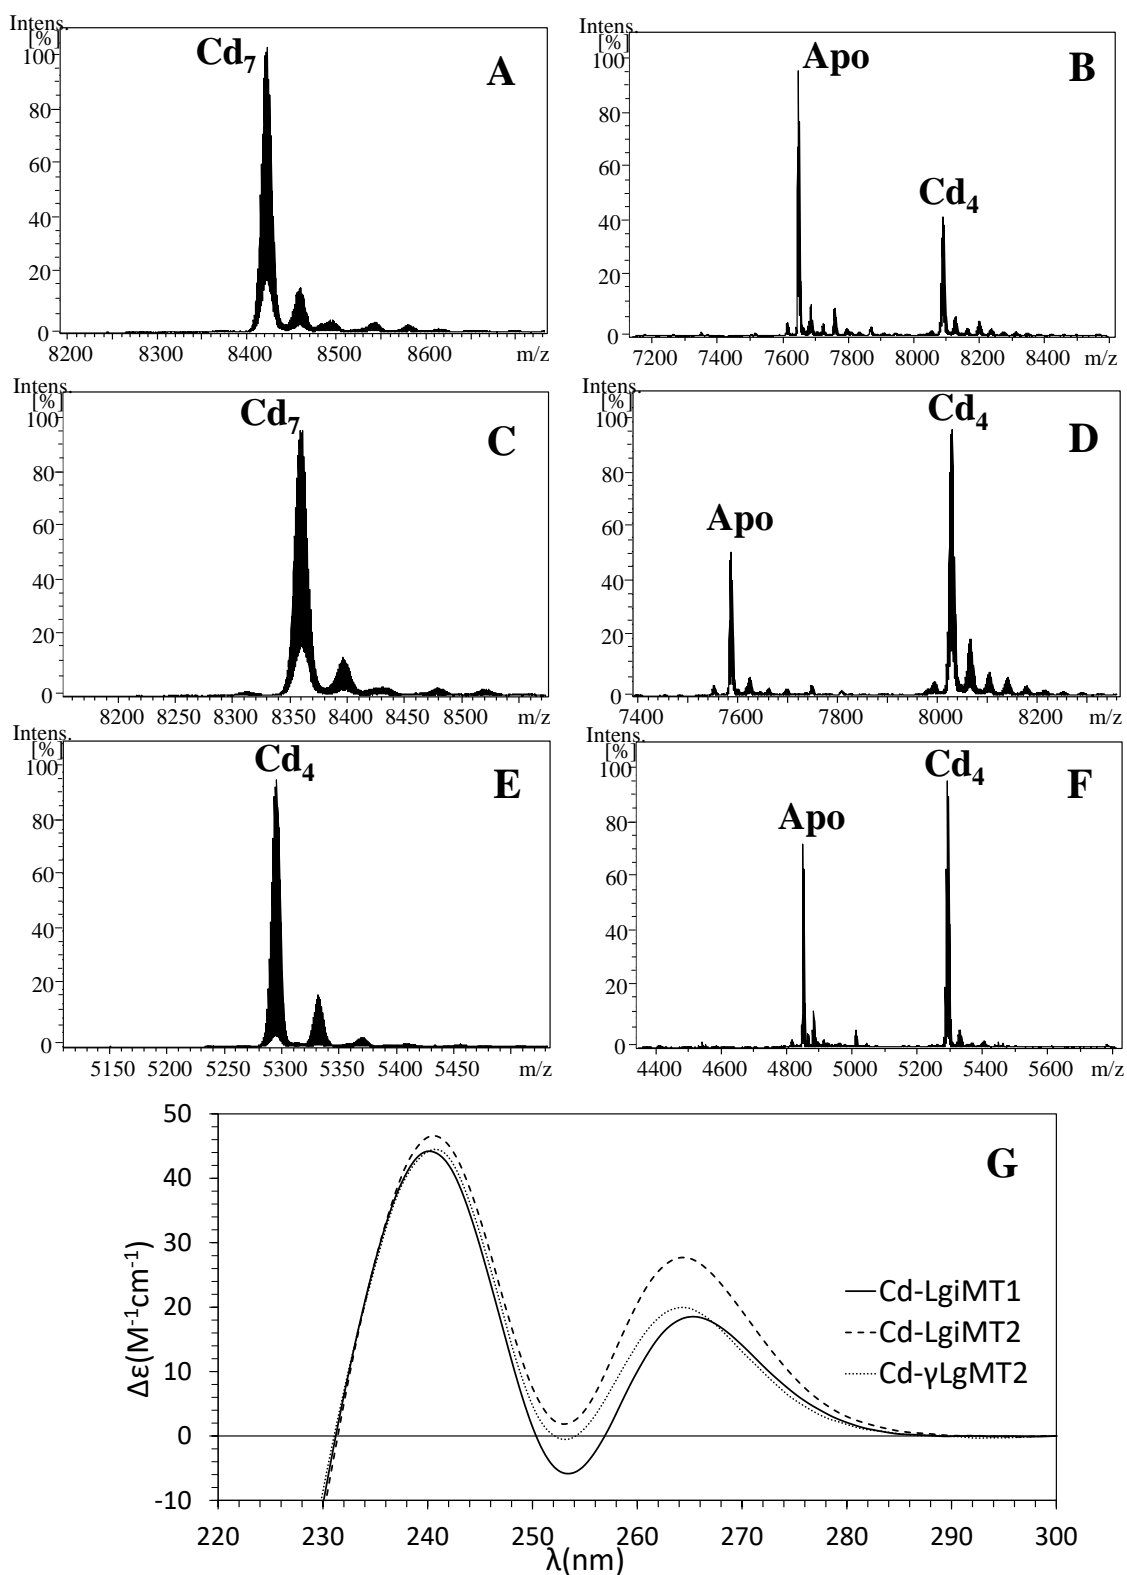 Intens.
[%]
100
80
60
40
20
0
Cd7
A
8200 8300 8400 8500 8600 m/z
Intens.
[%]
100
80
60
40
20
0
Apo
Cd4
B
7200 7400 7600 7800 8000 8200 8400 m/z
Intens.
[%]
100
80
60
40
20
0
Cd7
C
8200 8250 8300 8350 8400 8450 8500 m/z
Intens.
[%]
100
80
60
40
20
0
Apo
Cd4
D
7400 7600 7800 8000 8200 m/z
Intens.
[%]
100
80
60
40
20
0
Cd4
E
5150 5200 5250 5300 5350 5400 5450 m/z
Intens.
[%]
100
80
60
40
20
0
Apo
Cd4
F
4400 4600 4800 5000 5200 5400 5600 m/z
Δε(M-1cm-1)
50
40
30
20
10
0
-10
G
Cd-LgiMT1
Cd-LgiMT2
Cd-γLgMT2
220 230 240 250 260 270 280 290 300
λ(nm)